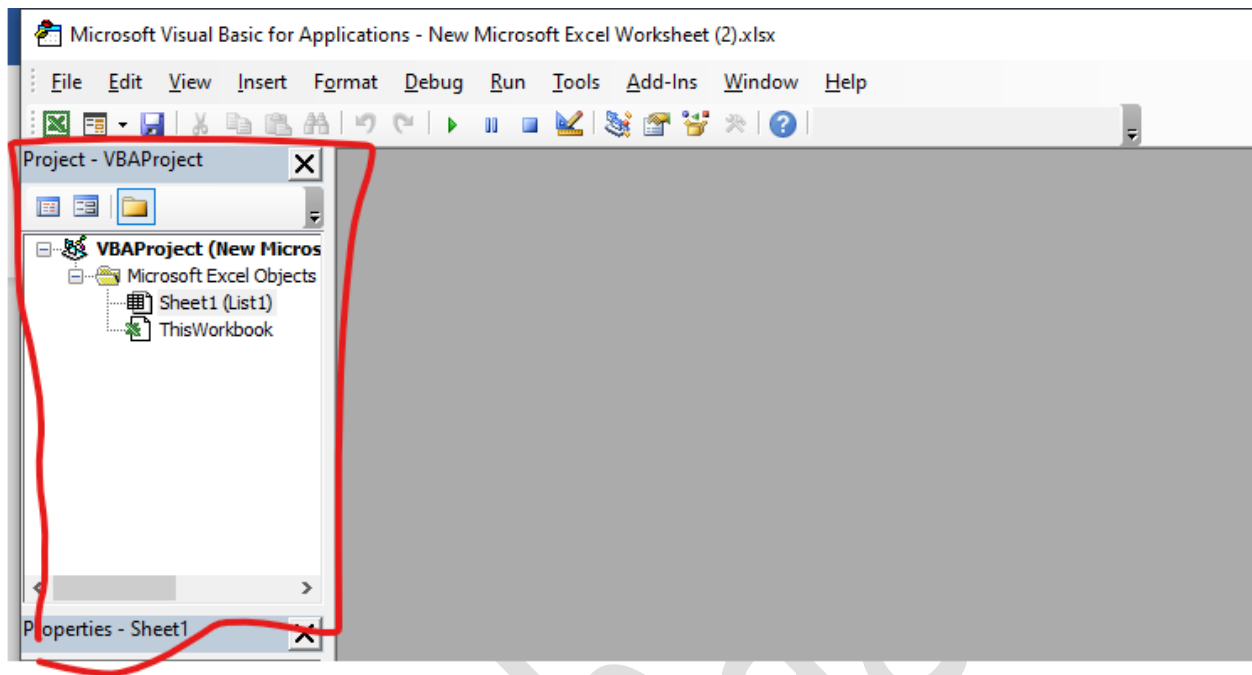 Microsoft Visual Basic for Applications - New Microsoft Excel Worksheet (2).xlsx
File Edit View Insert Format Debug Run Tools Add-Ins Window Help
Project - VBAProject
VBAProject (New Micros
Microsoft Excel Objects
Sheet1 (List1)
ThisWorkbook
Properties - Sheet1